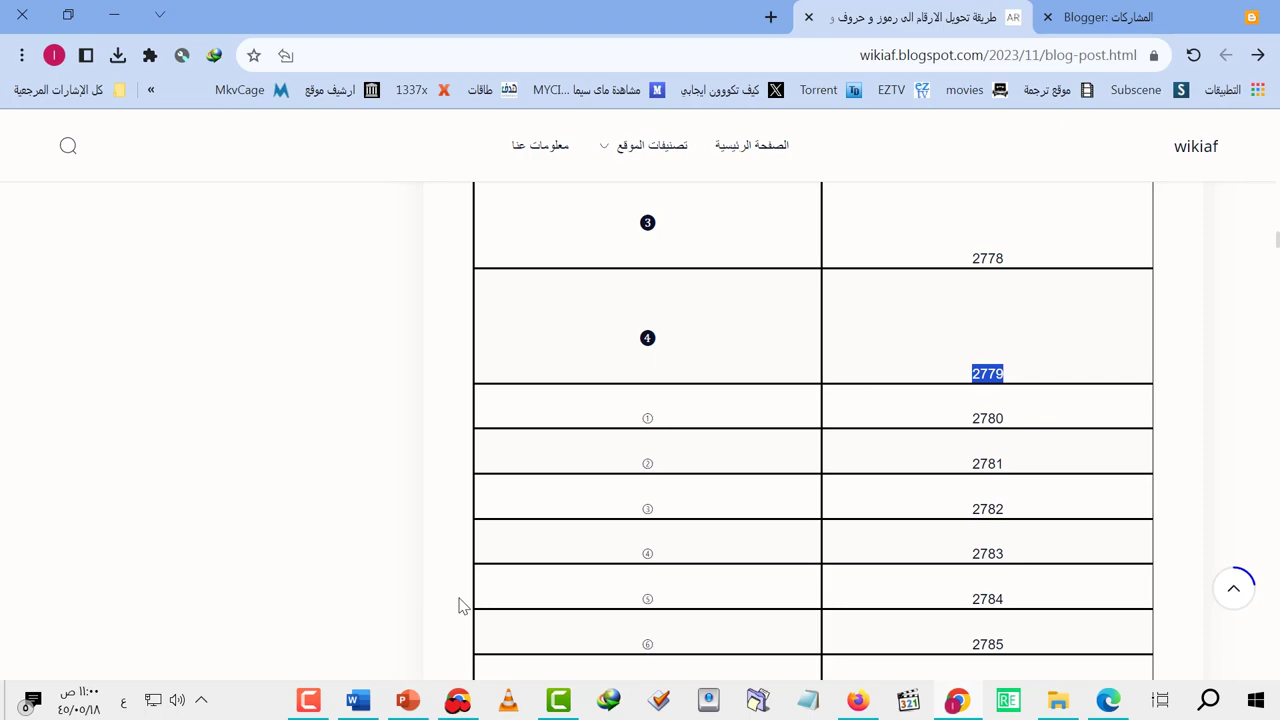 المشاركات :Blogger
طريقة تحويل الارقام الى رموز و حروف و
AR
wikiaf.blogspot.com/2023/11/blog-post.html
التطبيقات
Subscene
موقع ترجمة
movies
EZTV
Torrent
كيف تكووون ايجابي
مشاهدة ماى سيما MYCI...
طاقات
1337x
ارشيف موقع
MkvCage
»
كل الإشارات المرجعية
wikiaf
الصفحة الرئيسية
تصنيفات الموقع
معلومات عنا
2778 ❸
2779 ❹
2780 ①
2781 ②
2782 ③
2783 ④
2784 ⑤
2785 ⑥
ع
١١:٠٠ ص
٤٥/٠٥/١٨